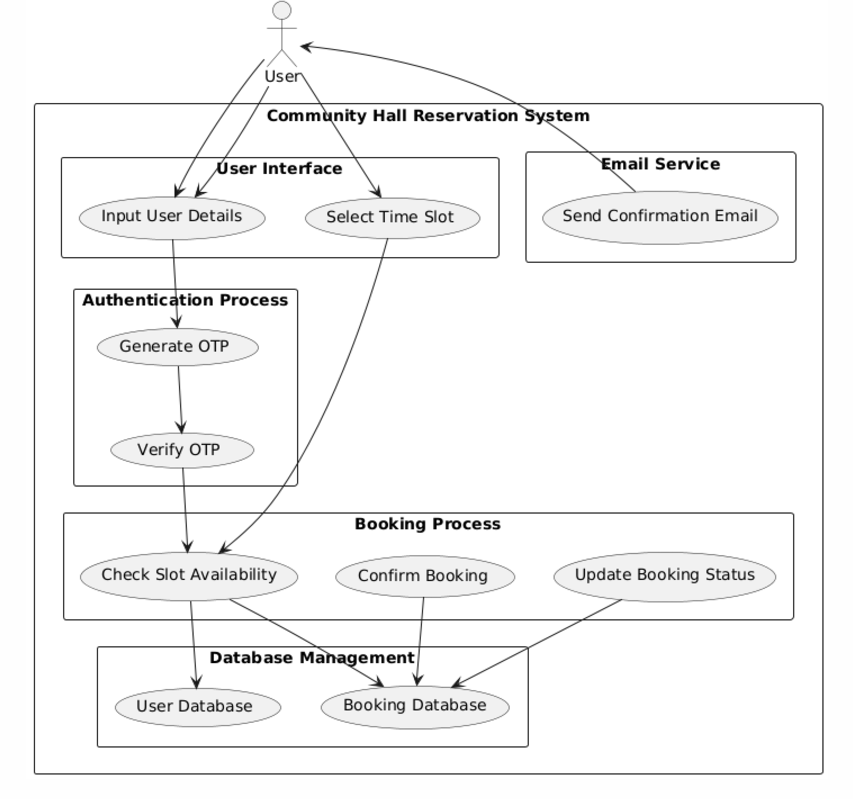 User
Community Hall Reservation System
User Interface
Email Service
Input User Details
Select Time Slot
Send Confirmation Email
Authentication Process
Generate OTP
Verify OTP
Booking Process
Check Slot Availability
Confirm Booking
Update Booking Status
Database Management
User Database
Booking Database